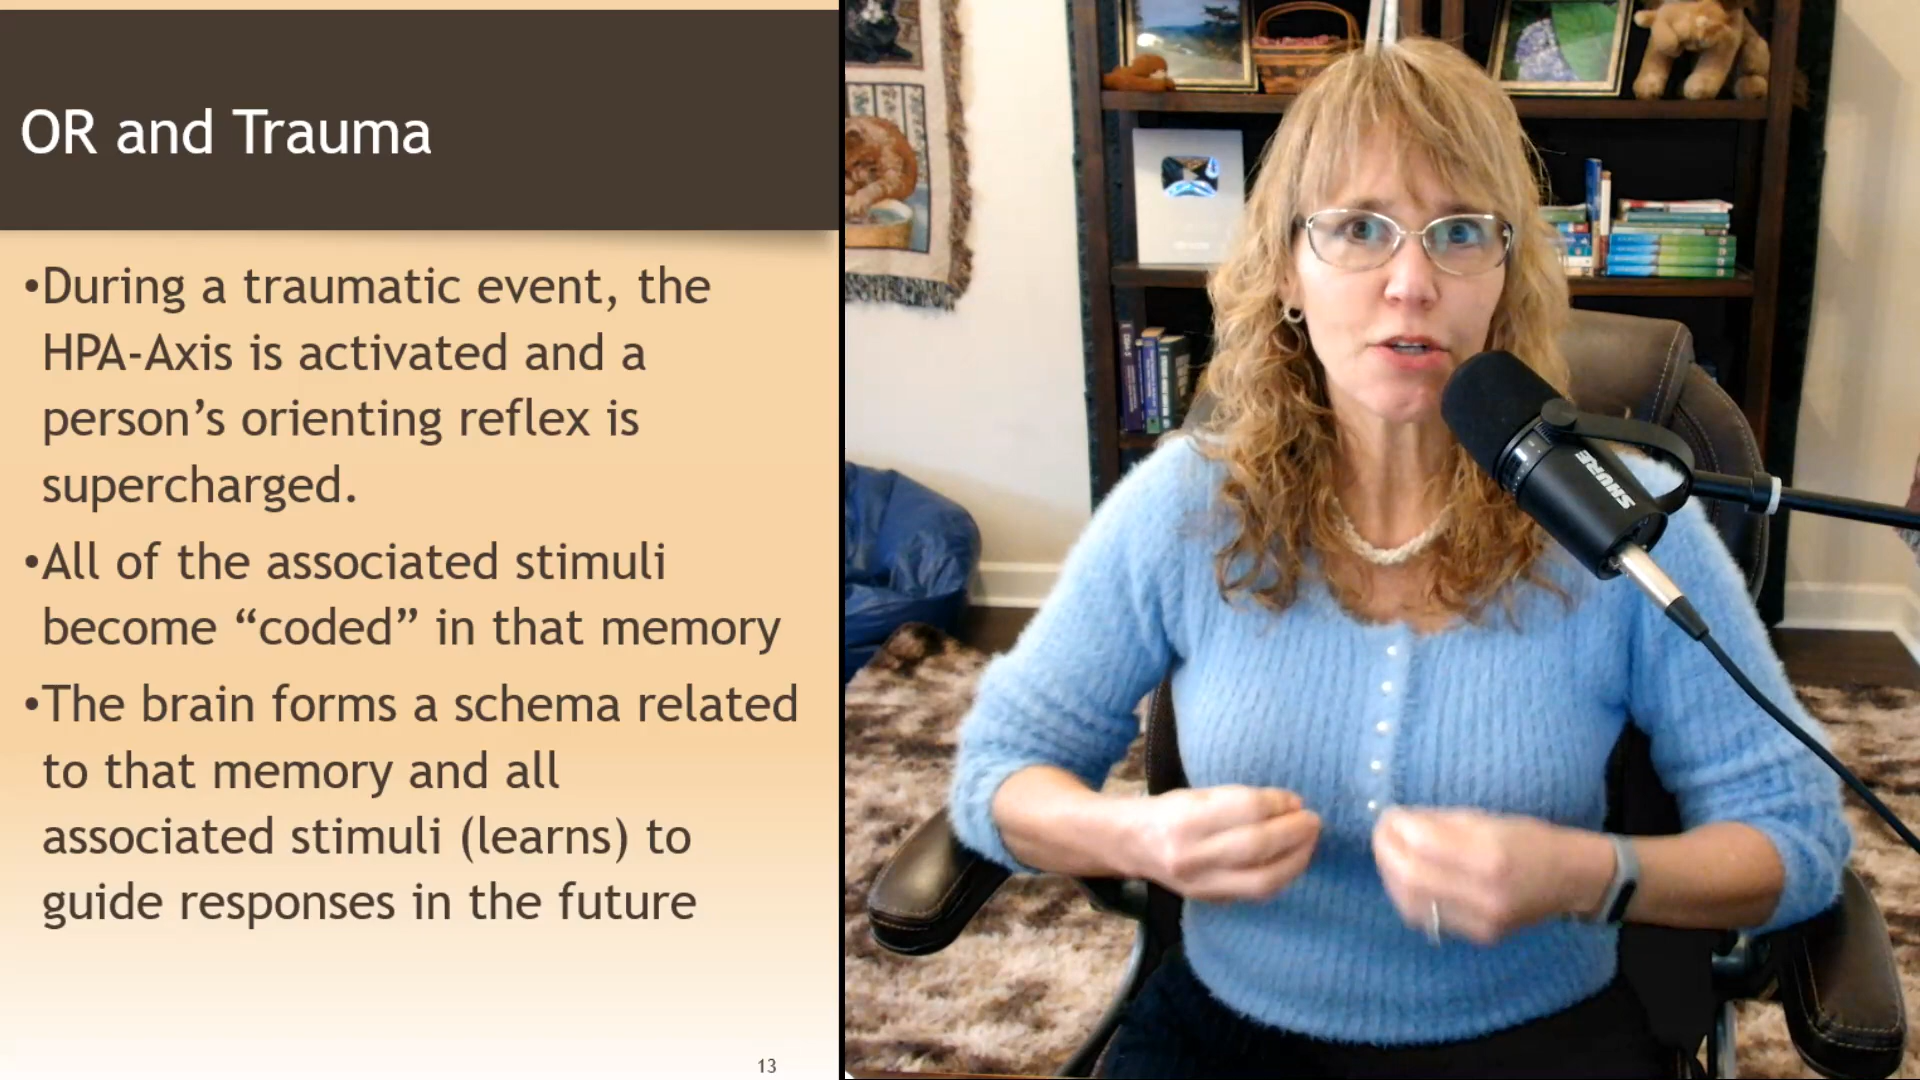 OR and Trauma
•During a traumatic event, the
HPA-Axis is activated and a
person’s orienting reflex is
supercharged.
•All of the associated stimuli
become “coded” in that memory
•The brain forms a schema related
to that memory and all
associated stimuli (learns) to
guide responses in the future
13
SHURE